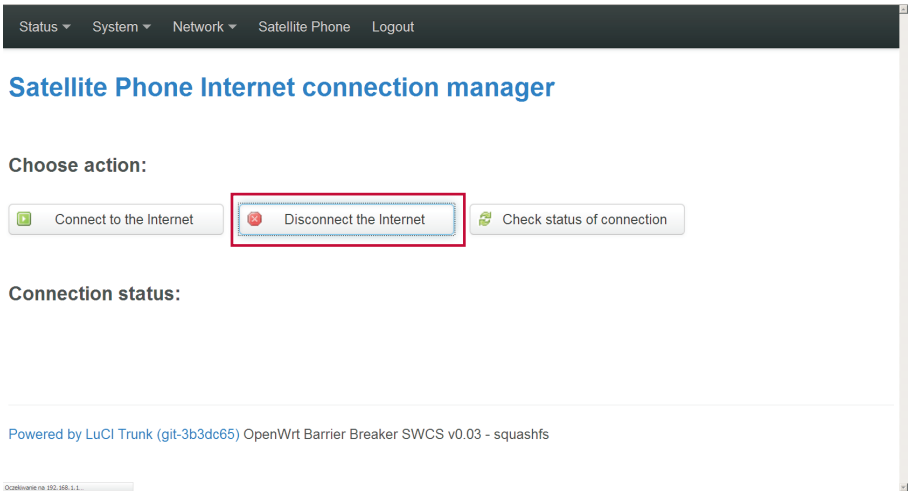 Status System Network Satellite Phone Logout
Satellite Phone Internet connection manager
Choose action:
Connect to the Internet Disconnect the Internet Check status of connection
Connection status:
Powered by LuCI Trunk (git-3b3dc65) OpenWrt Barrier Breaker SWCS v0.03 - squashfs
Oczekiwanie na 192.168.1.1...